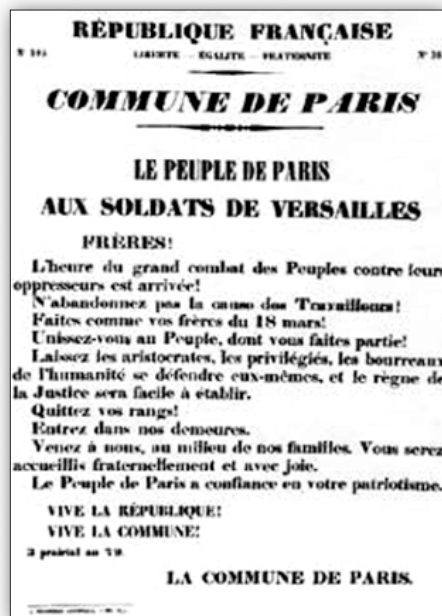 RÉPUBLIQUE FRANÇAISE
LIBERTÉ — ÉGALITÉ — FRATERNITÉ
COMMUNE DE PARIS
LE PEUPLE DE PARIS
AUX SOLDATS DE VERSAILLES
FRÈRES!
L'heure du grand combat des Peuples contre leurs
oppresseurs est arrivée!
N'abandonnez pas la cause des Travailleurs!
Faites comme vos frères du 18 mars!
Unissez-vous au Peuple, dont vous faites partie!
Laissez les aristocrates, les privilégiés, les bourreaux
de l'humanité se défendre eux-mêmes, et le règne de
la Justice sera facile à établir.
Quittez vos rangs!
Entrez dans nos demeures.
Venez à nous, au milieu de nos familles. Vous serez
accueillis fraternellement et avec joie.
Le Peuple de Paris a confiance en votre patriotisme.
VIVE LA RÉPUBLIQUE!
VIVE LA COMMUNE!
3 prairial an 79.
LA COMMUNE DE PARIS.